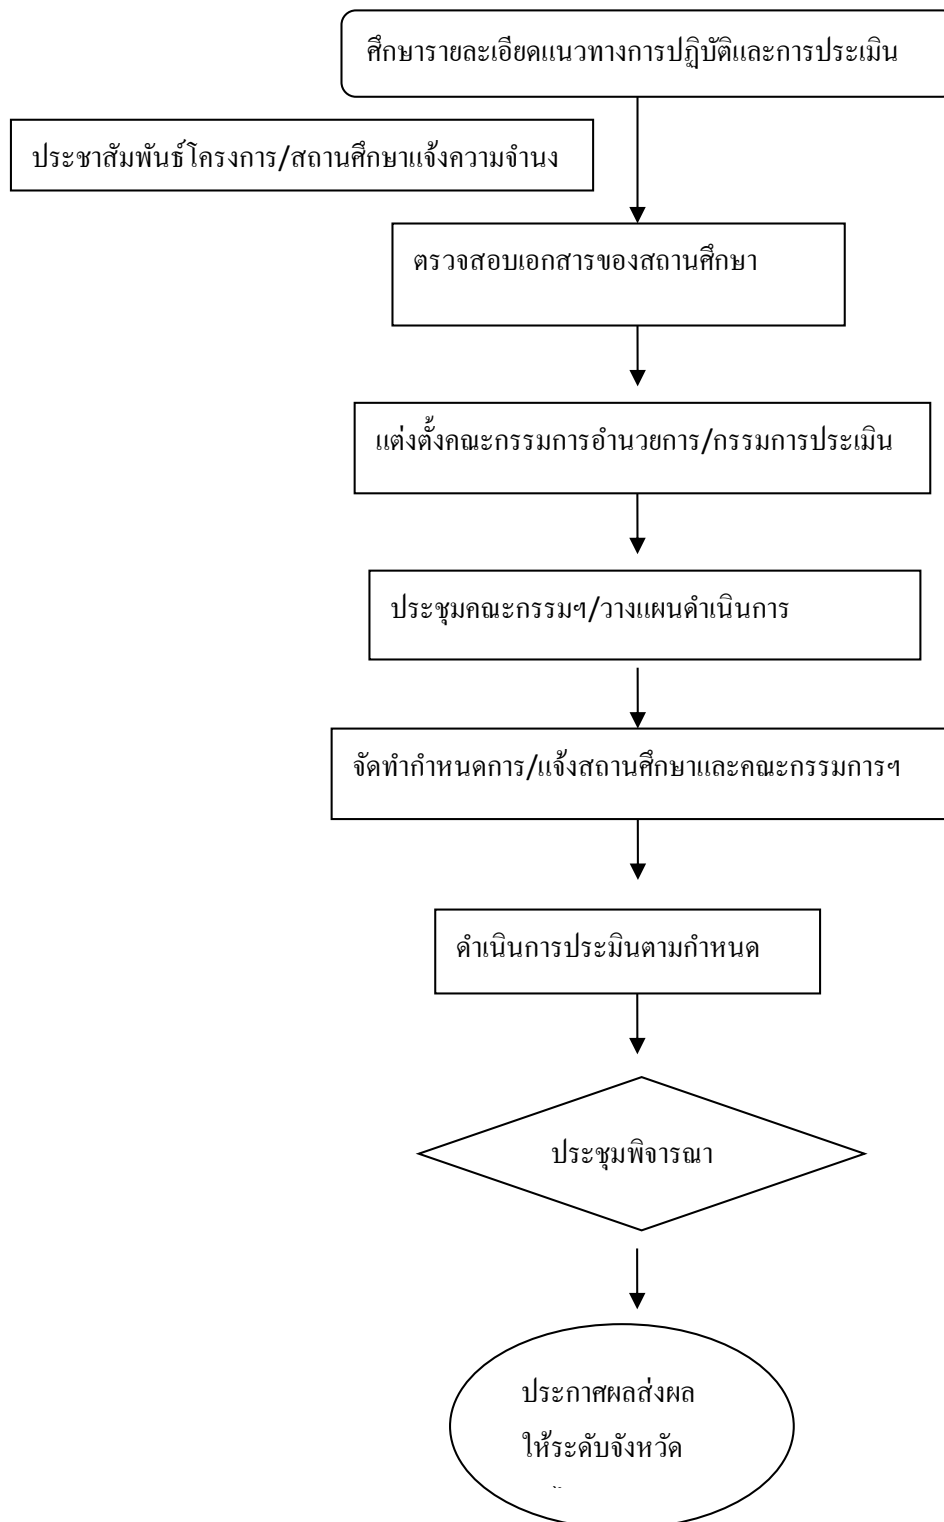 ศึกษารายละเอียดแนวทางการปฏิบัติและการประเมิน
ประชาสัมพันธ์โครงการ/สถานศึกษาแจ้งความจำนง
ตรวจสอบเอกสารของสถานศึกษา
แต่งตั้งคณะกรรมการอำนวยการ/กรรมการประเมิน
ประชุมคณะกรรมฯ/วางแผนดำเนินการ
จัดทำกำหนดการ/แจ้งสถานศึกษาและคณะกรรมการฯ
ดำเนินการประมินตามกำหนด
ประชุมพิจารณา
ประกาศผลส่งผล
ให้ระดับจังหวัด